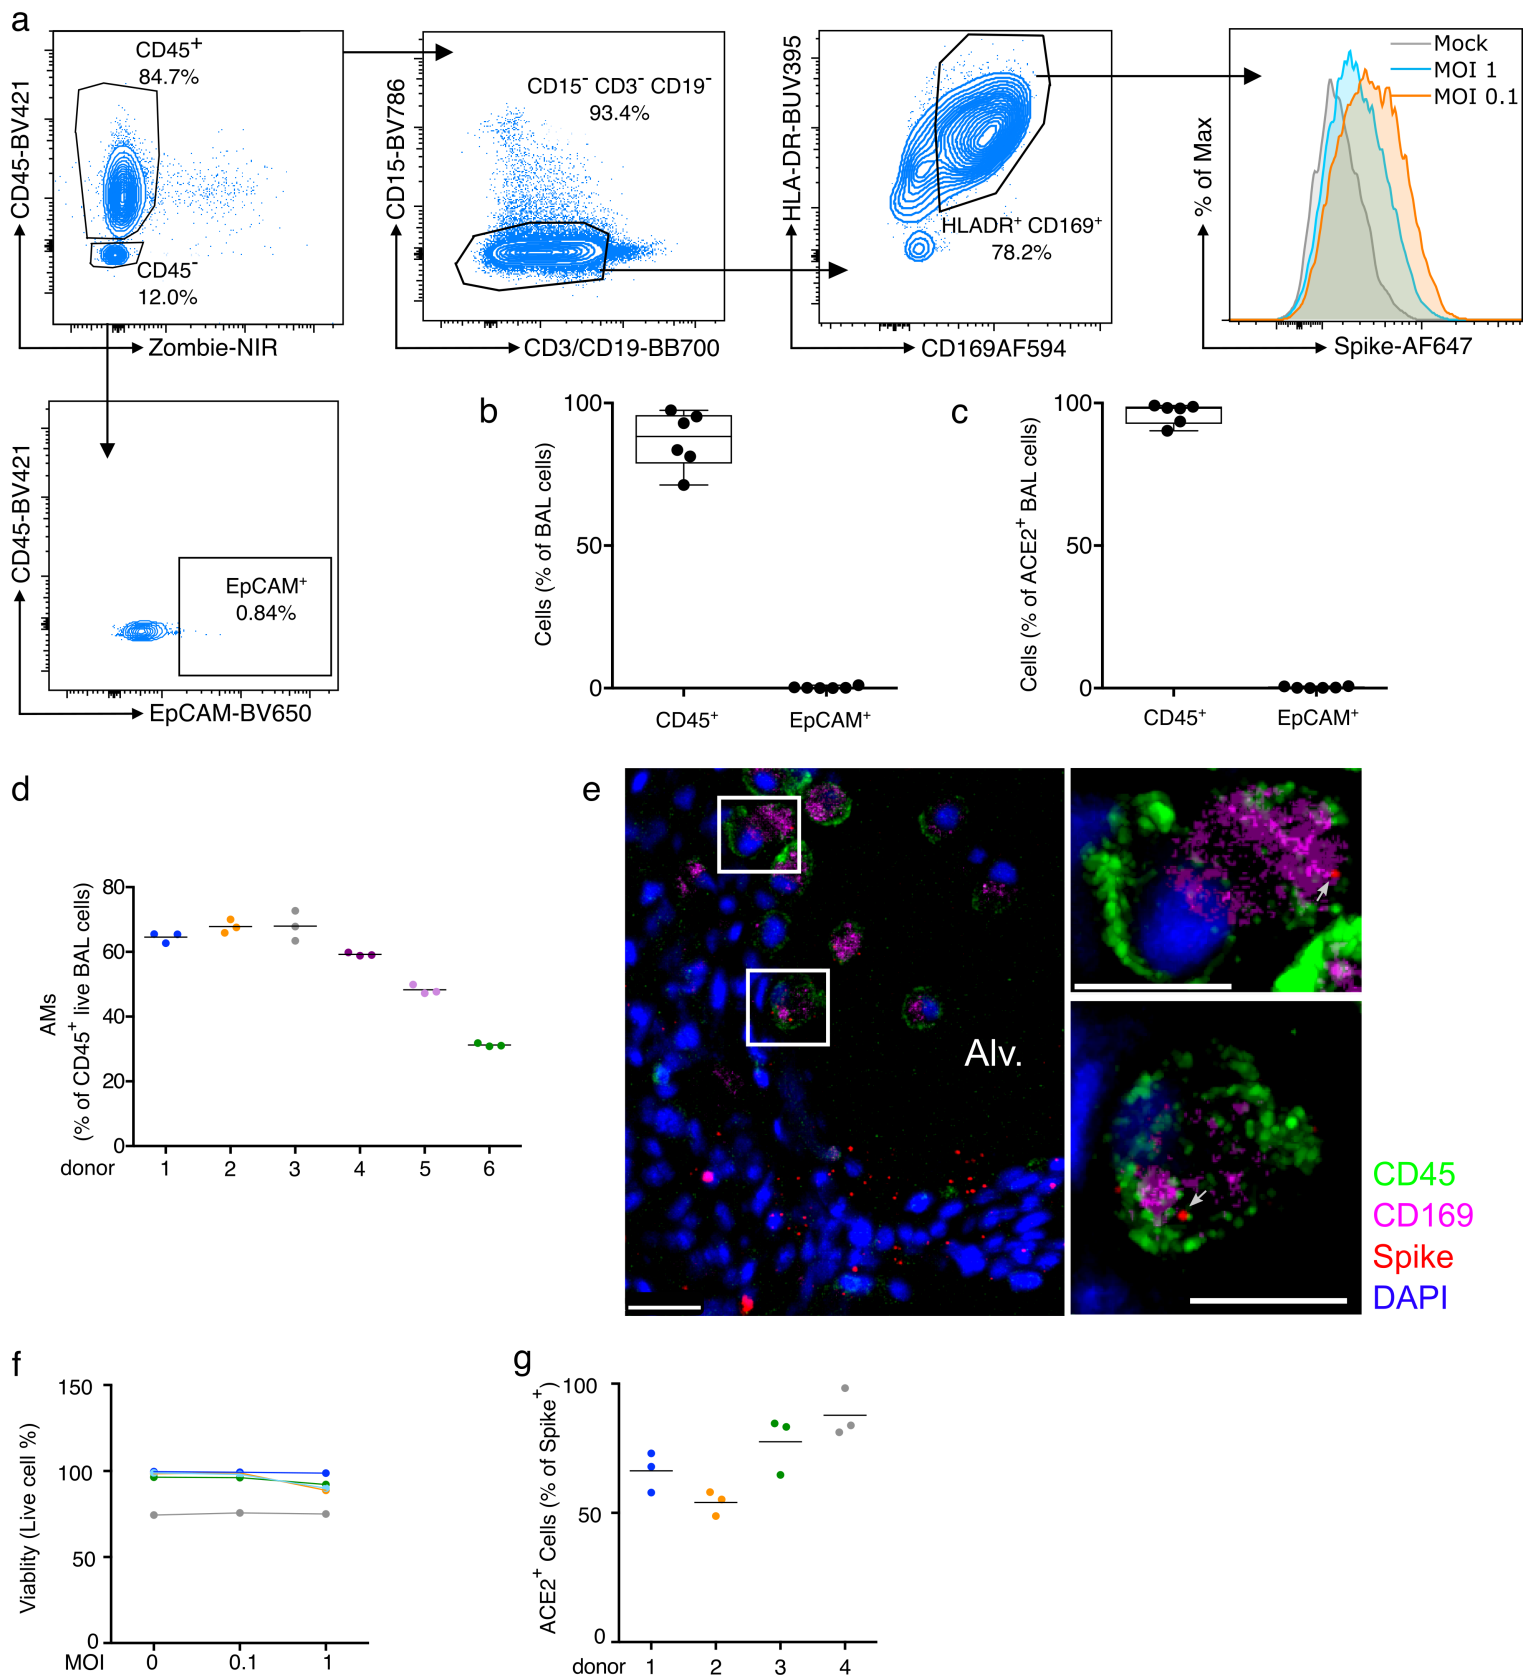 a
CD45-BV421
CD45⁺
84.7%
CD45⁻
12.0%
Zombie-NIR
CD15-BV786
CD15⁻ CD3⁻ CD19⁻
93.4%
CD3/CD19-BB700
HLA-DR-BUV395
HLADR⁺ CD169⁺
78.2%
CD169AF594
% of Max
Mock
MOI 1
MOI 0.1
Spike-AF647
CD45-BV421
EpCAM⁺
0.84%
EpCAM-BV650
b
Cells (% of BAL cells)
100
50
0
CD45⁺
EpCAM⁺
c
Cells (% of ACE2⁺ BAL cells)
100
50
0
CD45⁺
EpCAM⁺
d
AMs
(% of CD45⁺ live BAL cells)
80
60
40
20
0
donor 1 2 3 4 5 6
e
Alv.
CD45
CD169
Spike
DAPI
f
Viablity (Live cell %)
150
100
50
0
MOI 0 0.1 1
g
ACE2⁺ Cells (% of Spike⁺)
100
50
0
donor 1 2 3 4